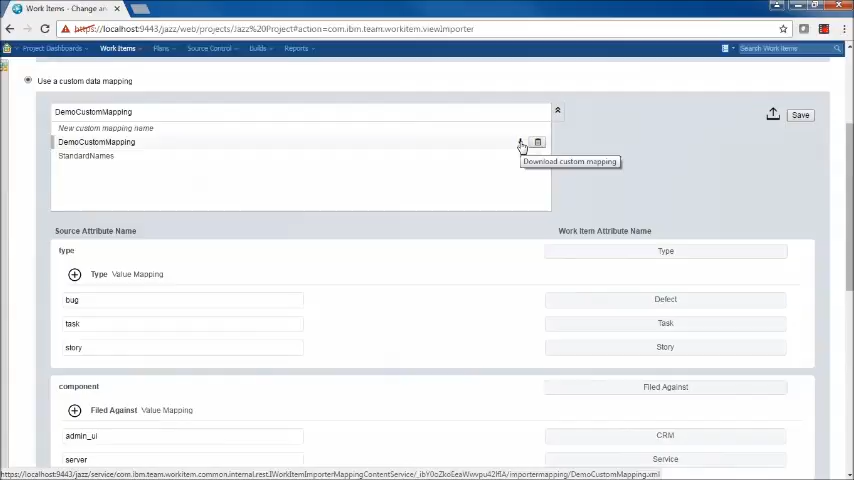 Work Items - Change an
https://localhost:9443/jazz/web/projects/Jazz%20Project#action=com.ibm.team.workitem.viewimporter
Project Dashboards Work Items Plans Source Control Builds Reports Search Work Items
Use a custom data mapping
DemoCustomMapping
Save
New custom mapping name
DemoCustomMapping
StandardNames
Download custom mapping
Source Attribute Name Work Item Attribute Name
type Type
Type Value Mapping
bug Defect
task Task
story Story
component Filed Against
Filed Against Value Mapping
admin_ui CRM
server Service